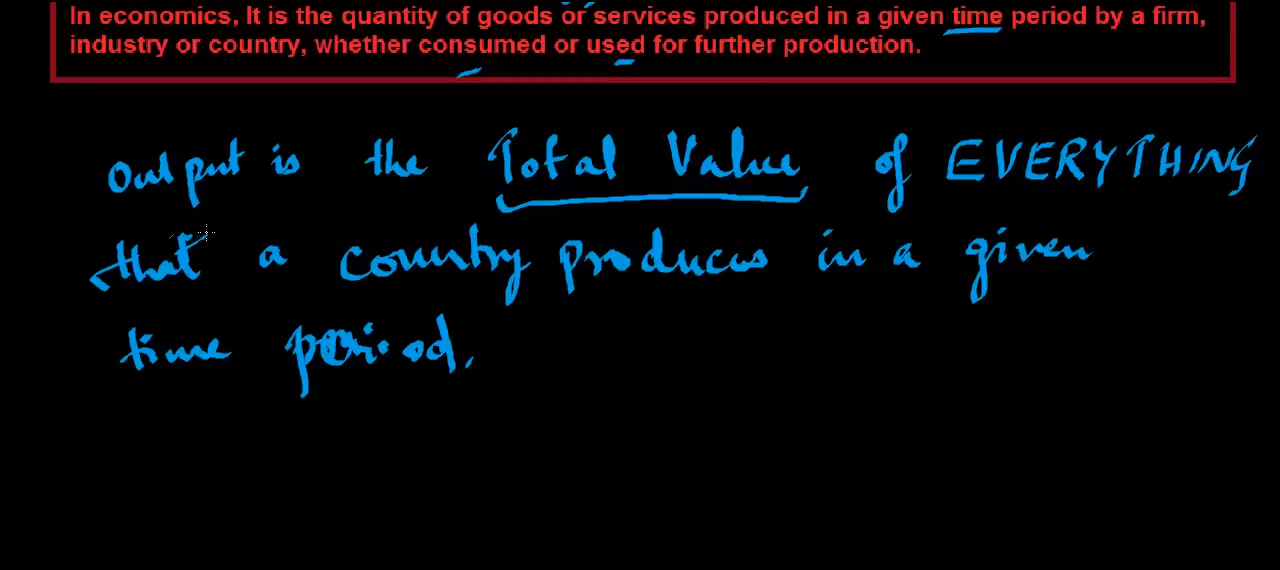 In economics, It is the quantity of goods or services produced in a given time period by a firm,
industry or country, whether consumed or used for further production.
Output is the Total Value of EVERYTHING
that a country produces in a given
time period.